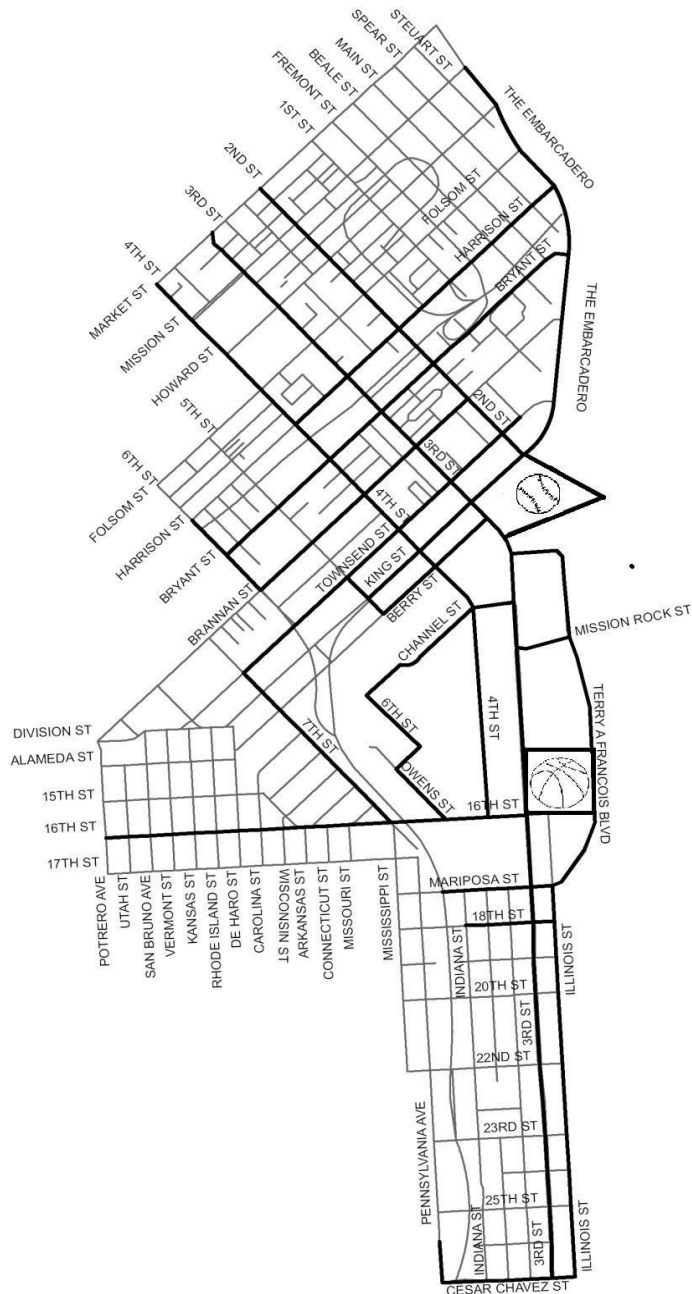 STEUART ST
SPEAR ST
MAIN ST
BEALE ST
FREMONT ST
1ST ST
2ND ST
3RD ST
4TH ST
MARKET ST
MISSION ST
HOWARD ST
5TH ST
6TH ST
FOLSOM ST
HARRISON ST
BRYANT ST
BRANNAN ST
THE EMBARCADERO
FOLSOM ST
HARRISON ST
BRYANT ST
THE EMBARCADERO
2ND ST
3RD ST
4TH ST
TOWNSEND ST
KING ST
BERRY ST
CHANNEL ST
MISSION ROCK ST
6TH ST
4TH ST
TERRY A FRANCOIS BLVD
7TH ST
OWENS ST
DIVISION ST
ALAMEDA ST
15TH ST
16TH ST
16TH ST
17TH ST
POTRERO AVE
UTAH ST
SAN BRUNO AVE
VERMONT ST
KANSAS ST
RHODE ISLAND ST
DE HARO ST
CAROLINA ST
WISCONSIN ST
ARKANSAS ST
CONNECTICUT ST
MISSOURI ST
MISSISSIPPI ST
MARIPOSA ST
18TH ST
INDIANA ST
20TH ST
3RD ST
ILLINOIS ST
22ND ST
PENNSYLVANIA AVE
23RD ST
25TH ST
INDIANA ST
3RD ST
ILLINOIS ST
CESAR CHAVEZ ST